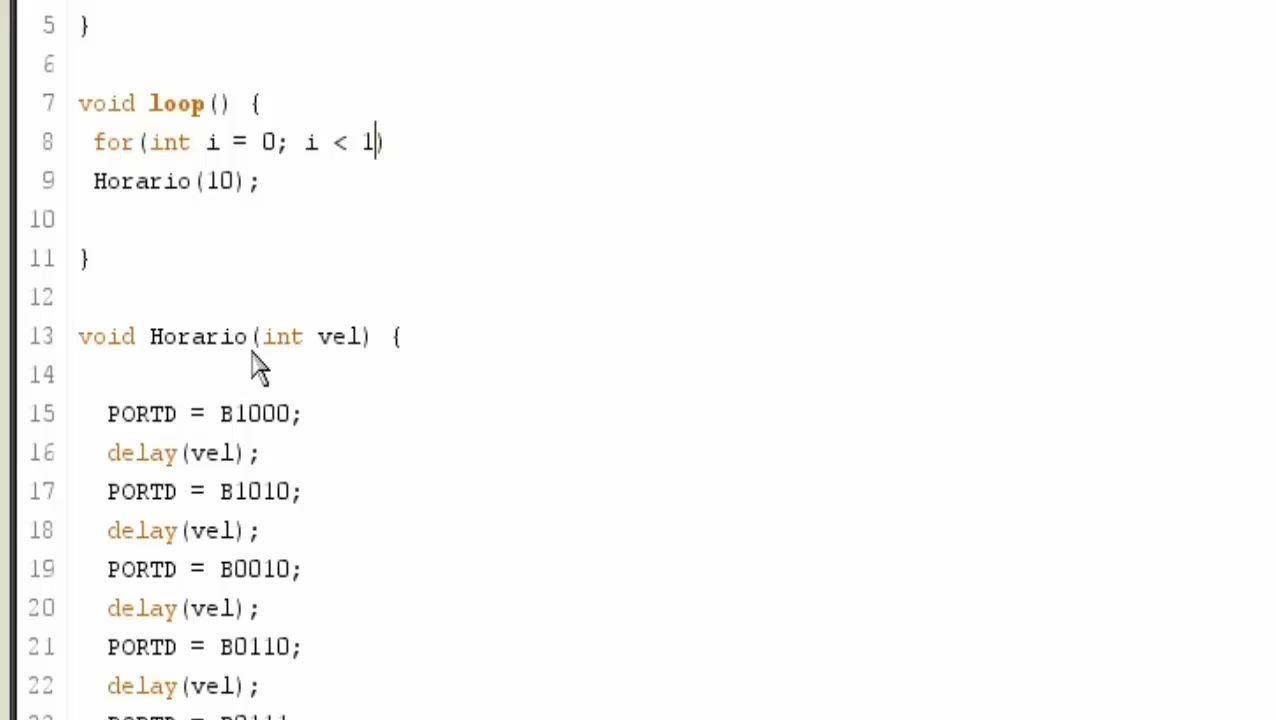 5 }
6
7 void loop() {
8 for(int i = 0; i < 1)
9 Horario(10);
10
11 }
12
13 void Horario(int vel) {
14
15 PORTD = B1000;
16 delay(vel);
17 PORTD = B1010;
18 delay(vel);
19 PORTD = B0010;
20 delay(vel);
21 PORTD = B0110;
22 delay(vel);